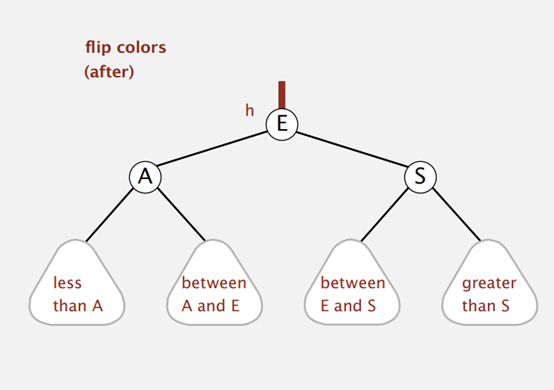 flip colors
(after)
h
E
A
S
less
than A
between
A and E
between
E and S
greater
than S